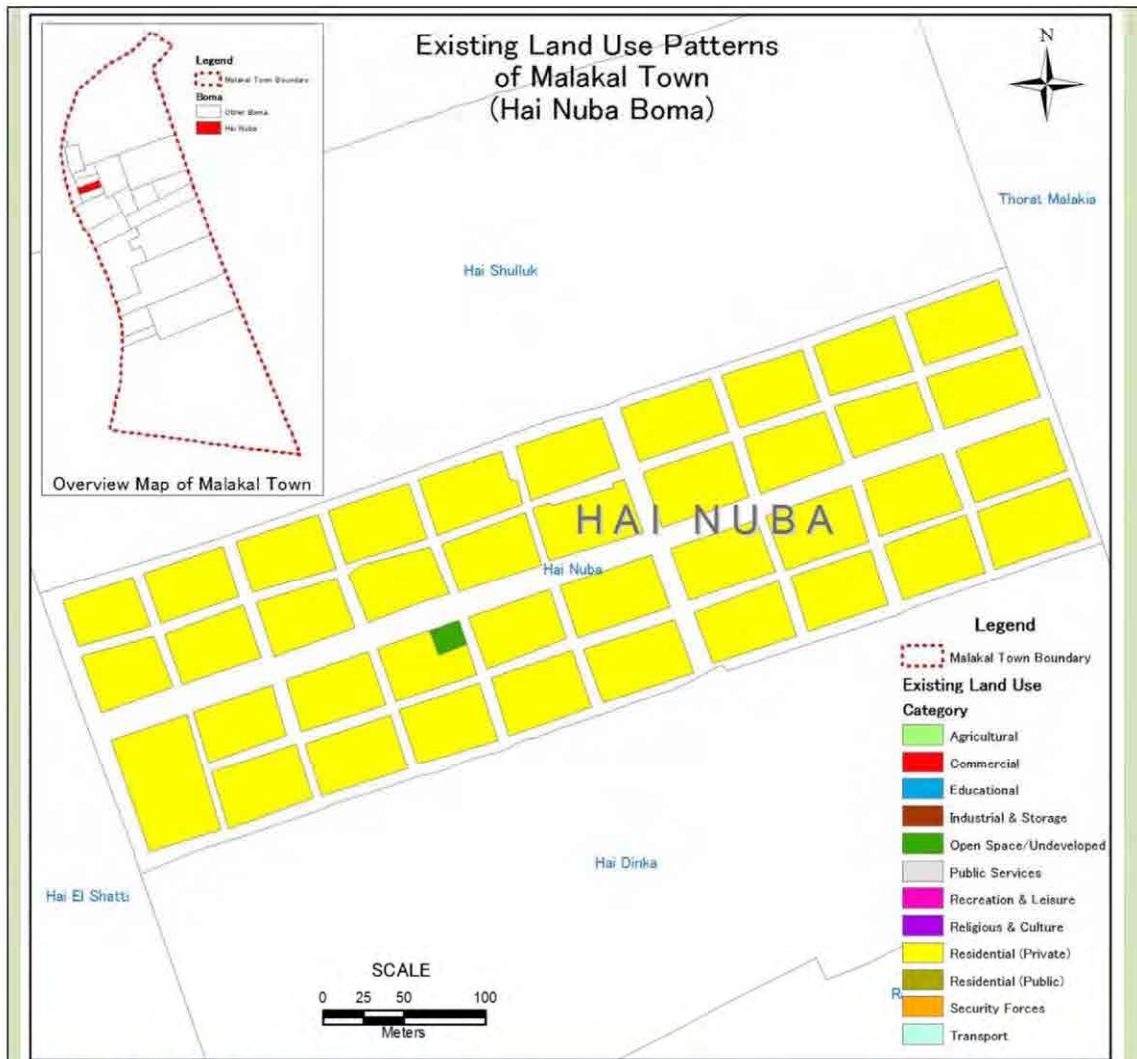 Existing Land Use Patterns
of Malakal Town
(Hai Nuba Boma)
N
Legend
Malakal Town Boundary
Boma
Other Boma
Hai Nuba
Overview Map of Malakal Town
Thorat Malakia
Hai Shulluk
HAI NUBA
Hai Nuba
Hai Dinka
Hai El Shatti
SCALE
0 25 50 100
Meters
Legend
Malakal Town Boundary
Existing Land Use
Category
Agricultural
Commercial
Educational
Industrial & Storage
Open Space/Undeveloped
Public Services
Recreation & Leisure
Religious & Culture
Residential (Private)
Residential (Public)
Security Forces
Transport